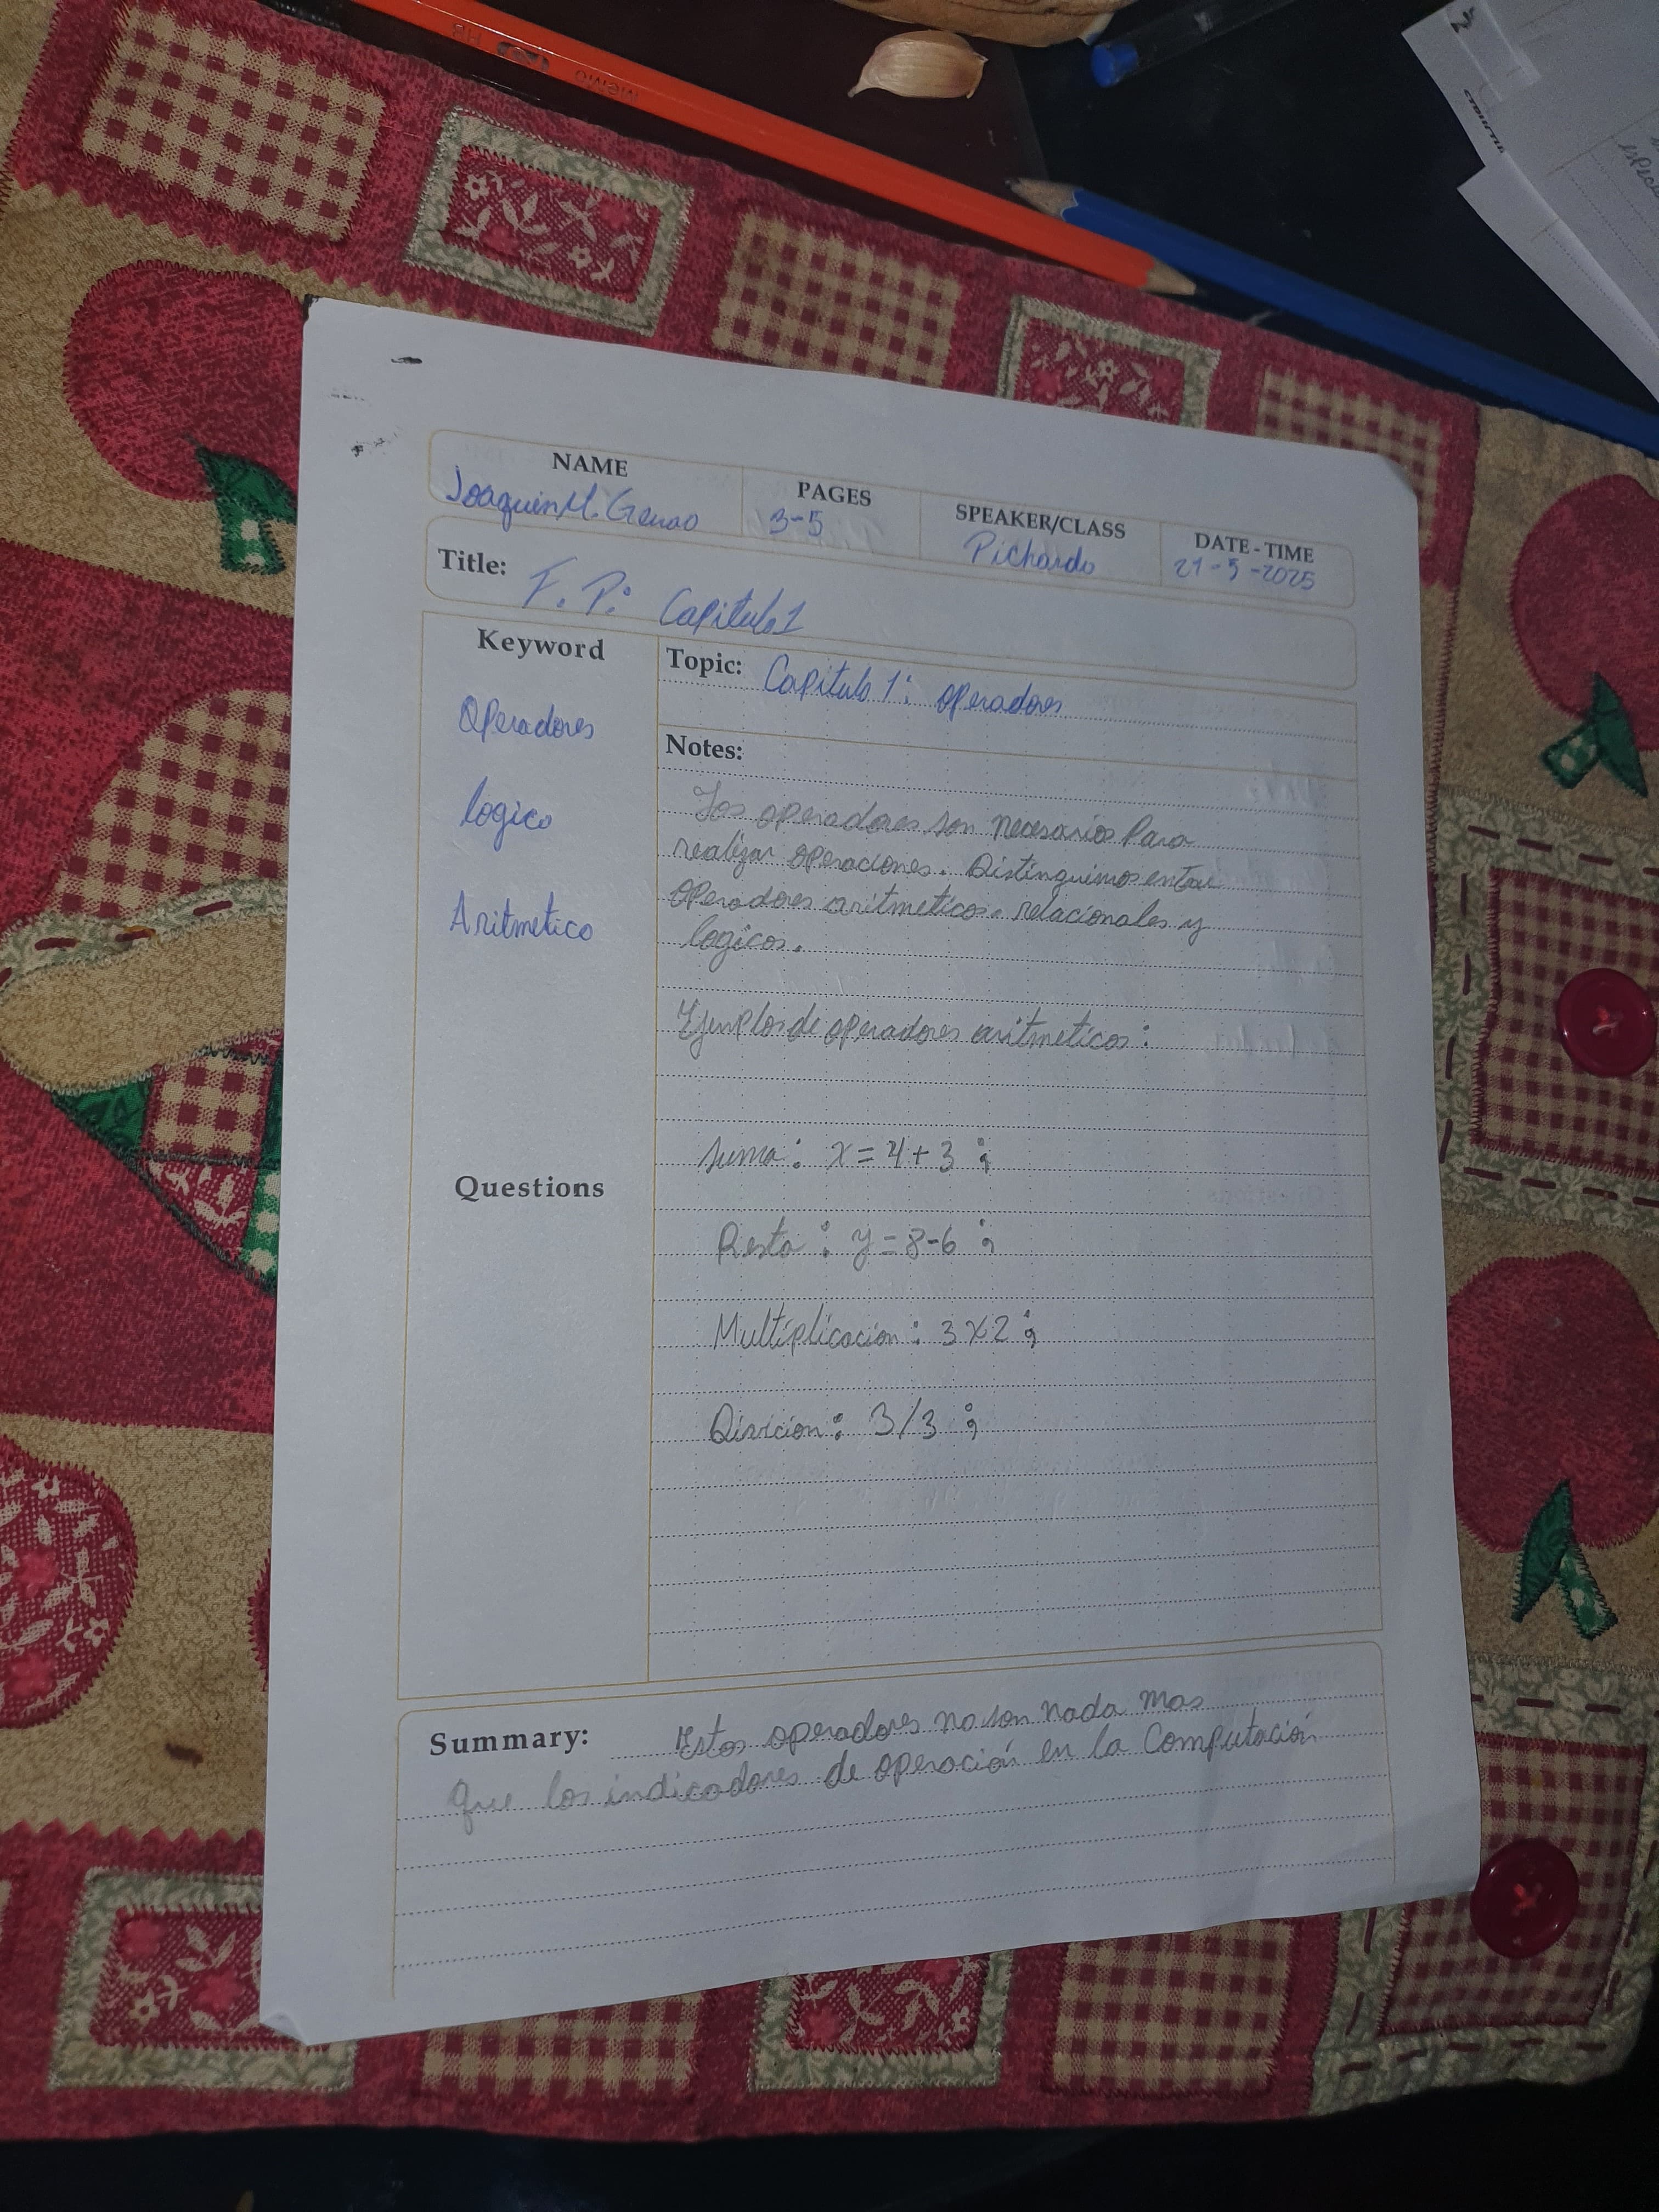 NAME
Joaquin M. Genao
PAGES
3-5
SPEAKER/CLASS
Pichardo
DATE - TIME
21-5-2025
Title: F. P.: Capitulo 1
Keyword
Operadores
logico
Aritmetico
Questions
Topic: Capitulo 1: operadores
Notes:
Los operadores son necesarios para
realizar operaciones. Distinguimos entre
operadores aritmeticos. relacionales y
logicos.
Ejemplos de operadores aritmeticos:
suma: x = 4 + 3 ;
Resta: y = 8 - 6 ;
Multiplicacion: 3 x 2 ;
Divicion: 3 / 3 ;
Summary: Estos operadores no son nada mas
que los indicadores de operación en la Computación